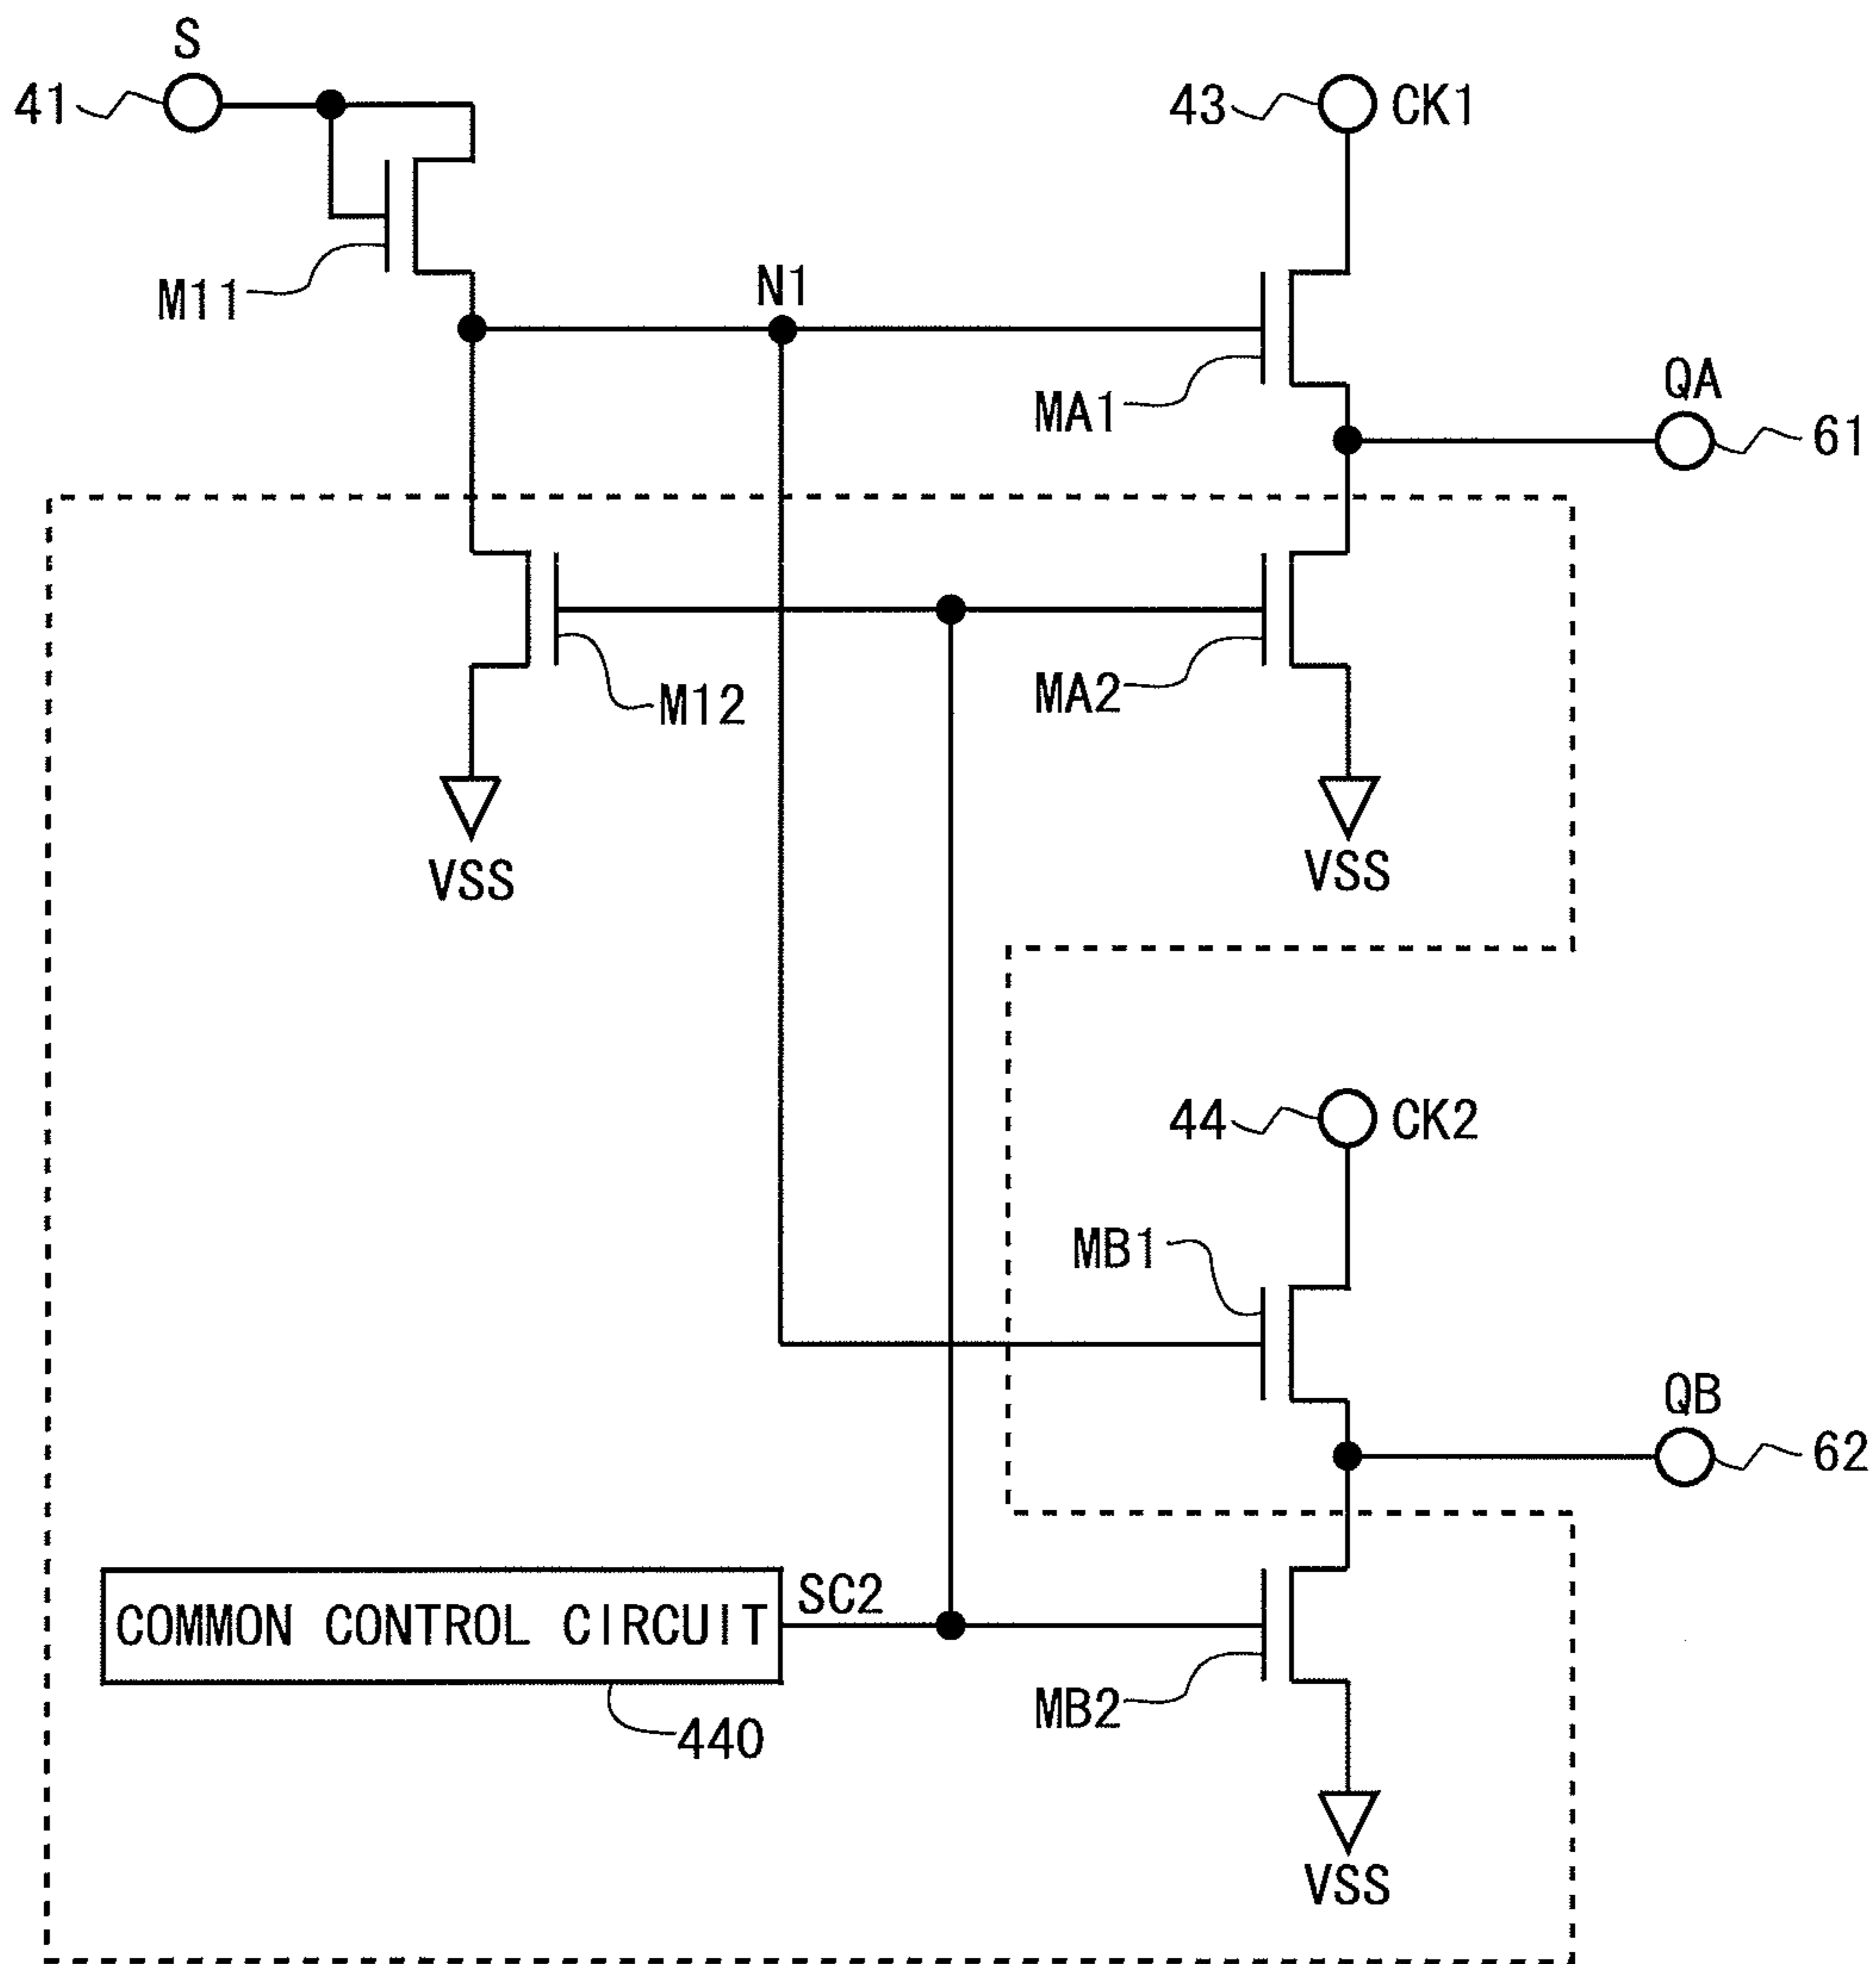 S
41
43
CK1
M11
N1
MA1
QA
61
M12
MA2
VSS
VSS
44
CK2
MB1
QB
62
COMMON CONTROL CIRCUIT
SC2
440
MB2
VSS